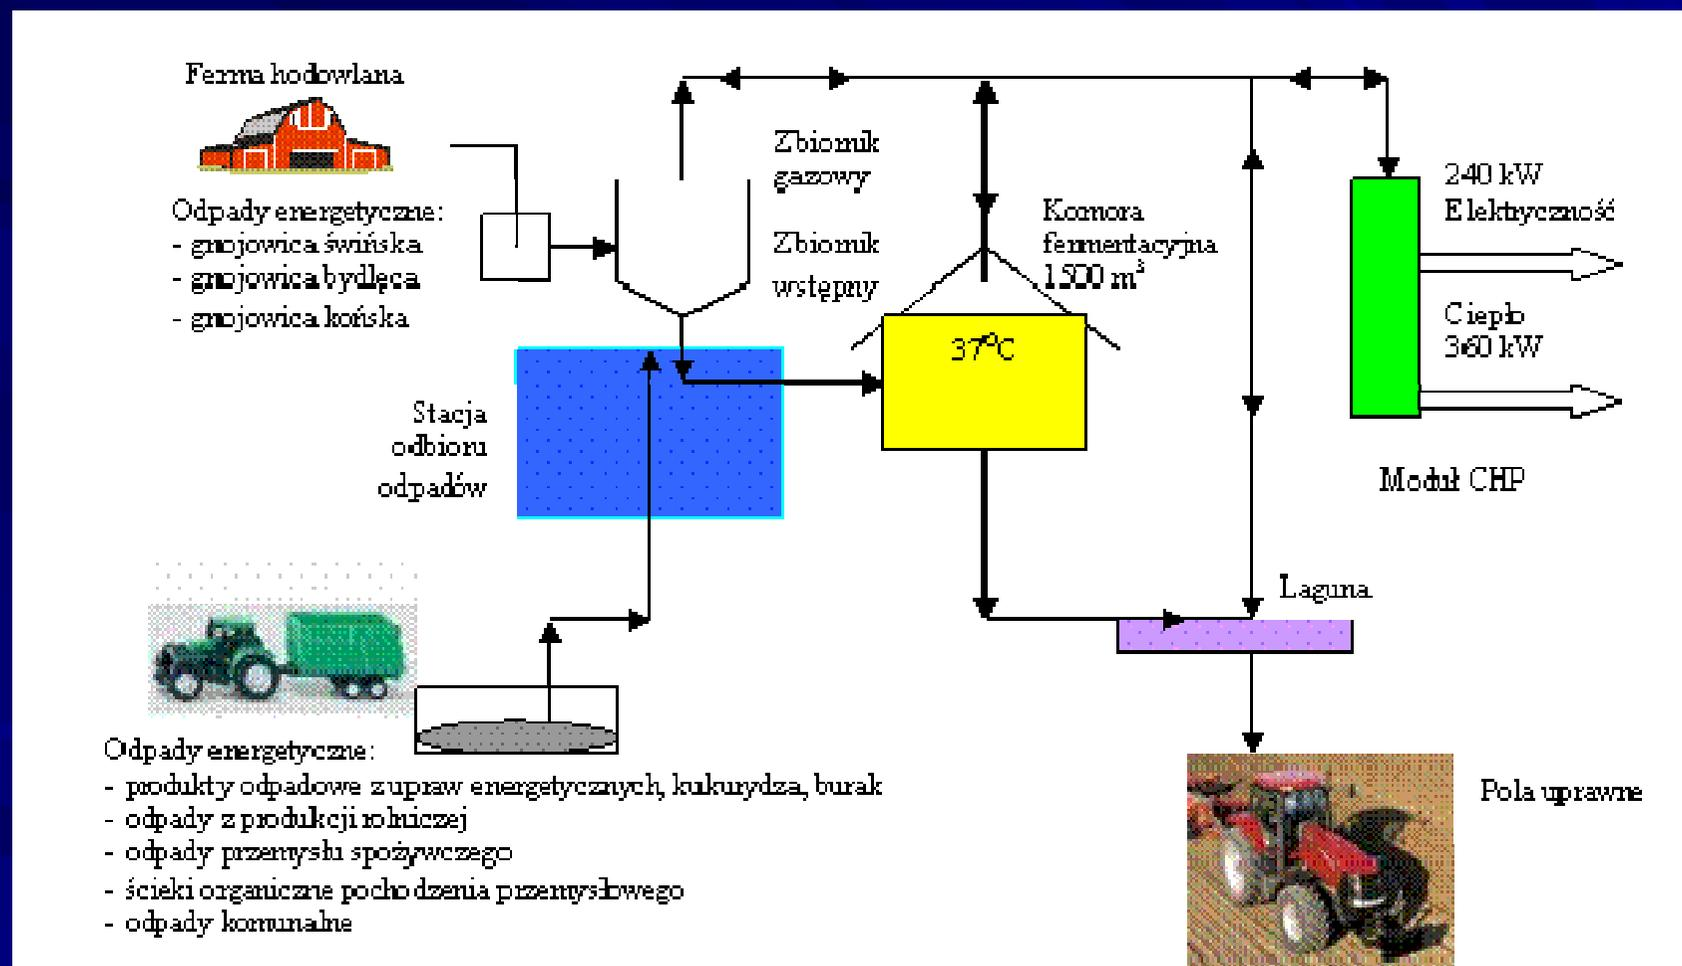 Ferma hodowlana
Odpady energetyczne:
- gnojowica świńska
- gnojowica bydlęca
- gnojowica końska
Zbiornik
gazowy
Zbiornik
wstępny
Komora
fermentacyjna
1500 m³
37⁰C
240 kW
Elektryczność
Ciepło
360 kW
Moduł CHP
Stacja
odbioru
odpadów
Laguna
Odpady energetyczne:
- produkty odpadowe z upraw energetycznych, kukurydza, burak
- odpady z produkcji rolniczej
- odpady przemysłu spożywczego
- ścieki organiczne pochodzenia przemysłowego
- odpady komunalne
Pola uprawne